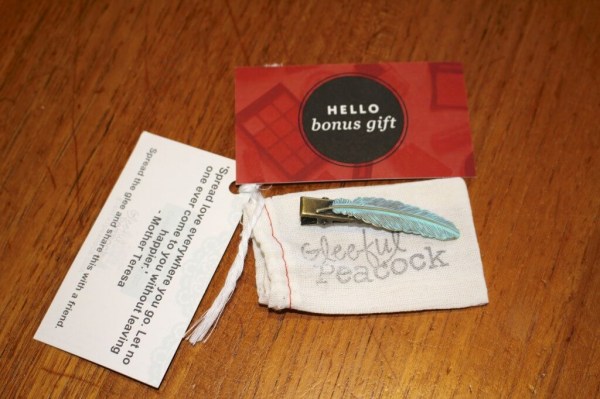 HELLO
bonus gift
Gleeful
Peacock
"Spread love everywhere you go. Let no
one ever come to you without leaving
happier."
- Mother Teresa
Spread the glee and share this with a friend.